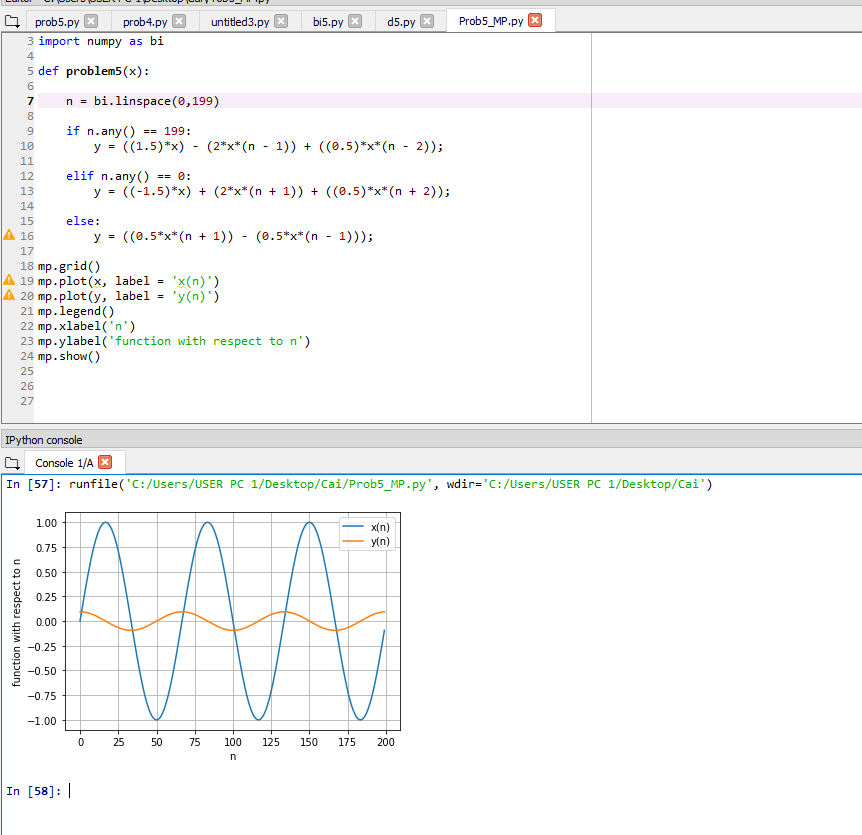 prob5.py prob4.py untitled3.py bi5.py d5.py Prob5_MP.py
3 import numpy as bi
4
5 def problem5(x):
6
7 n = bi.linspace(0,199)
8
9 if n.any() == 199:
10 y = ((1.5)*x) - (2*x*(n - 1)) + ((0.5)*x*(n - 2));
11
12 elif n.any() == 0:
13 y = ((-1.5)*x) + (2*x*(n + 1)) + ((0.5)*x*(n + 2));
14
15 else:
16 y = ((0.5*x*(n + 1)) - (0.5*x*(n - 1)));
17
18 mp.grid()
19 mp.plot(x, label = 'x(n)')
20 mp.plot(y, label = 'y(n)')
21 mp.legend()
22 mp.xlabel('n')
23 mp.ylabel('function with respect to n')
24 mp.show()
25
26
27
IPython console
Console 1/A
In [57]: runfile('C:/Users/USER PC 1/Desktop/Cai/Prob5_MP.py', wdir='C:/Users/USER PC 1/Desktop/Cai')
x(n)
y(n)
1.00
0.75
0.50
0.25
0.00
−0.25
−0.50
−0.75
−1.00
function with respect to n
0 25 50 75 100 125 150 175 200
n
In [58]: